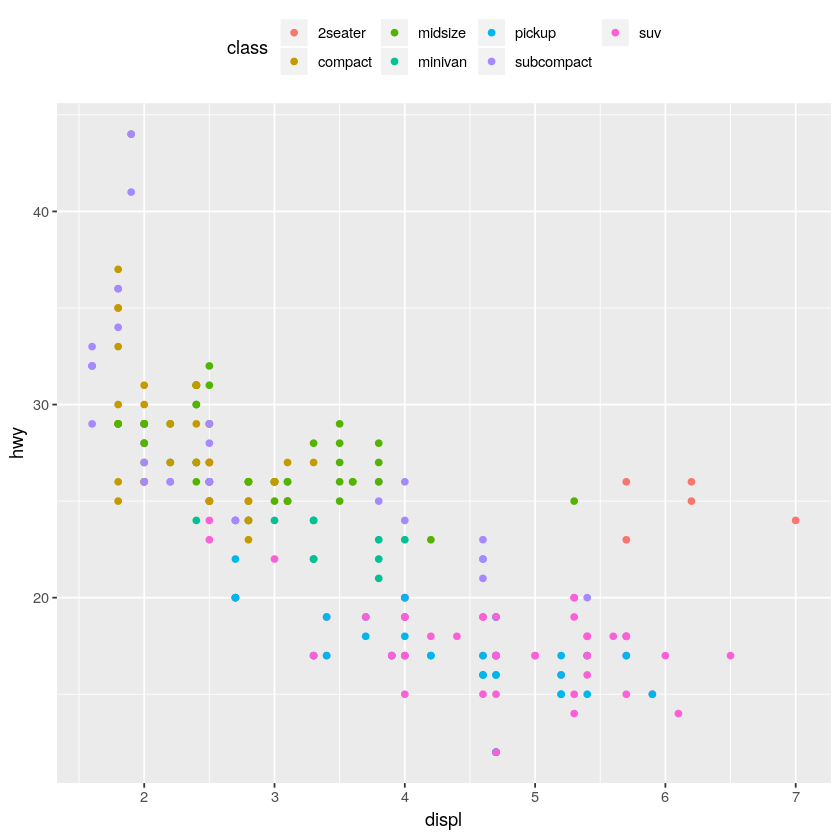 class
2seater midsize pickup suv
compact minivan subcompact
40
30
20
hwy
2 3 4 5 6 7
displ